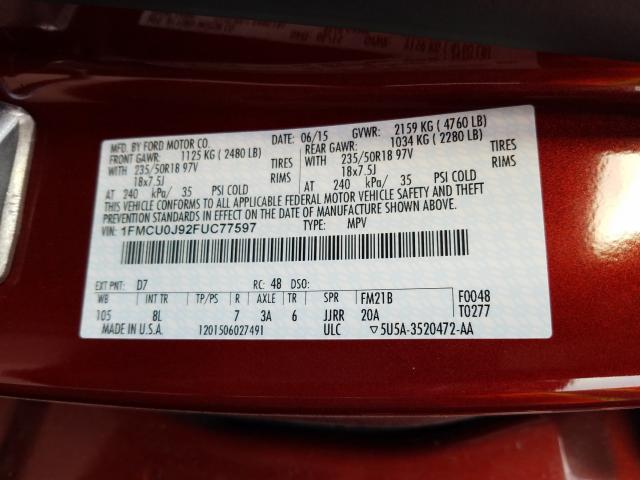 MFD. BY FORD MOTOR CO. DATE: 06/15 GVWR: 2159 KG ( 4760 LB)
FRONT GAWR: 1125 KG ( 2480 LB) REAR GAWR: 1034 KG ( 2280 LB)
WITH 235/50R18 97V TIRES WITH 235/50R18 97V TIRES
18x7.5J RIMS 18x7.5J RIMS
AT 240 kPa/ 35 PSI COLD AT 240 kPa/ 35 PSI COLD
THIS VEHICLE CONFORMS TO ALL APPLICABLE FEDERAL MOTOR VEHICLE SAFETY AND THEFT
PREVENTION STANDARDS IN EFFECT ON THE DATE OF MANUFACTURE SHOWN ABOVE.
VIN: 1FMCU0J92FUC77597 TYPE: MPV
EXT PNT: D7 RC: 48 DSO:
WB INT TR TP/PS R AXLE TR SPR FM21B F0048
105 8L 7 3A 6 JJRR 20A T0277
MADE IN U.S.A. 1201506027491 ULC 5U5A-3520472-AA